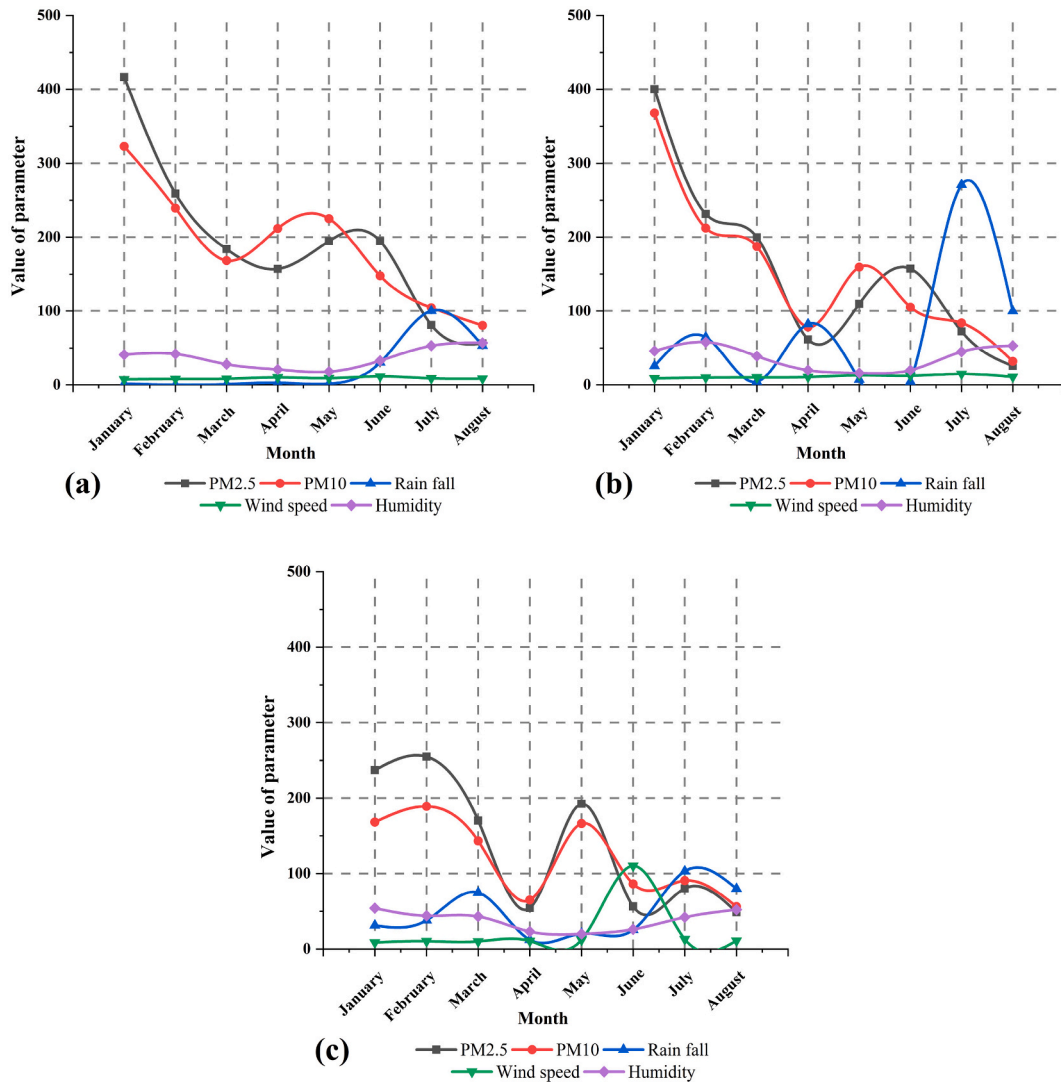 500
400
300
200
100
0
Value of parameter
January
February
March
April
May
June
July
August
Month
(a)
PM2.5 PM10 Rain fall
Wind speed Humidity
500
400
300
200
100
0
Value of parameter
January
February
March
April
May
June
July
August
Month
(b)
PM2.5 PM10 Rain fall
Wind speed Humidity
500
400
300
200
100
0
Value of parameter
January
February
March
April
May
June
July
August
Month
(c)
PM2.5 PM10 Rain fall
Wind speed Humidity